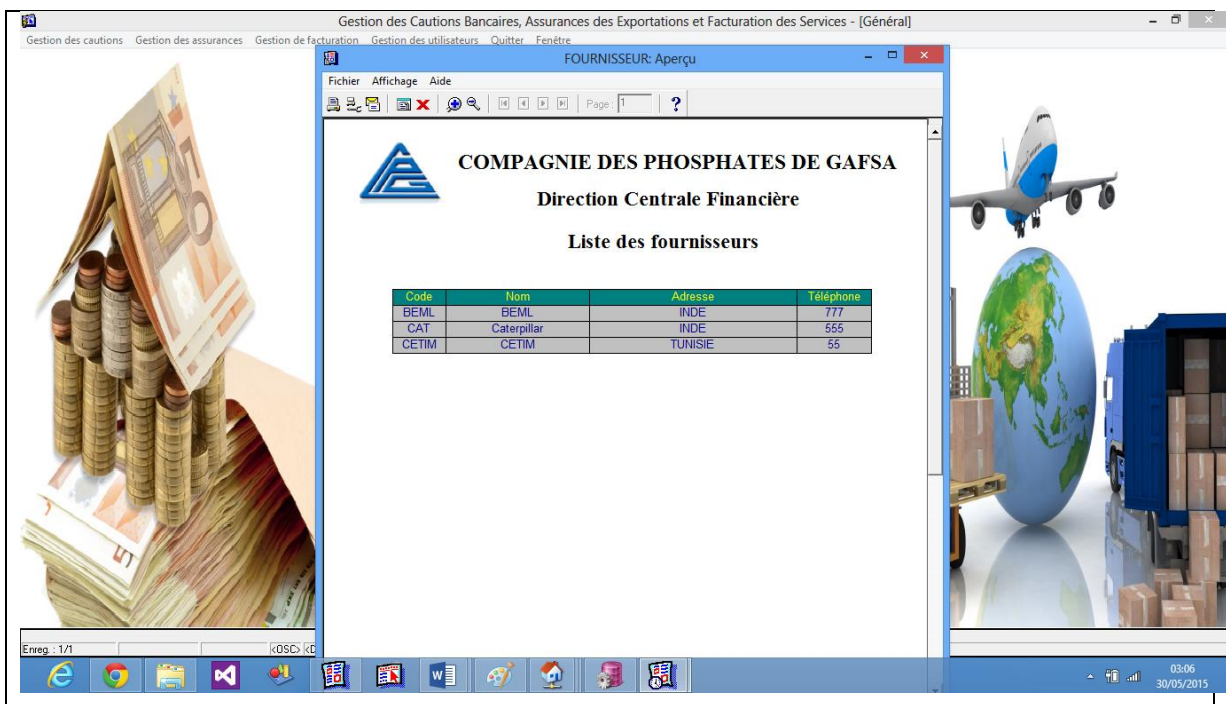 Gestion des Cautions Bancaires, Assurances des Exportations et Facturation des Services - [Général]
Gestion des cautions Gestion des assurances Gestion de facturation Gestion des utilisateurs Quitter Fenêtre
FOURNISSEUR: Aperçu
Fichier Affichage Aide
Page: 1
COMPAGNIE DES PHOSPHATES DE GAFSA
Direction Centrale Financière
Liste des fournisseurs
Code Nom Adresse Téléphone
BEML BEML INDE 777
CAT Caterpillar INDE 555
CETIM CETIM TUNISIE 55
Enreg. : 1/1 <OSC>
03:06
30/05/2015